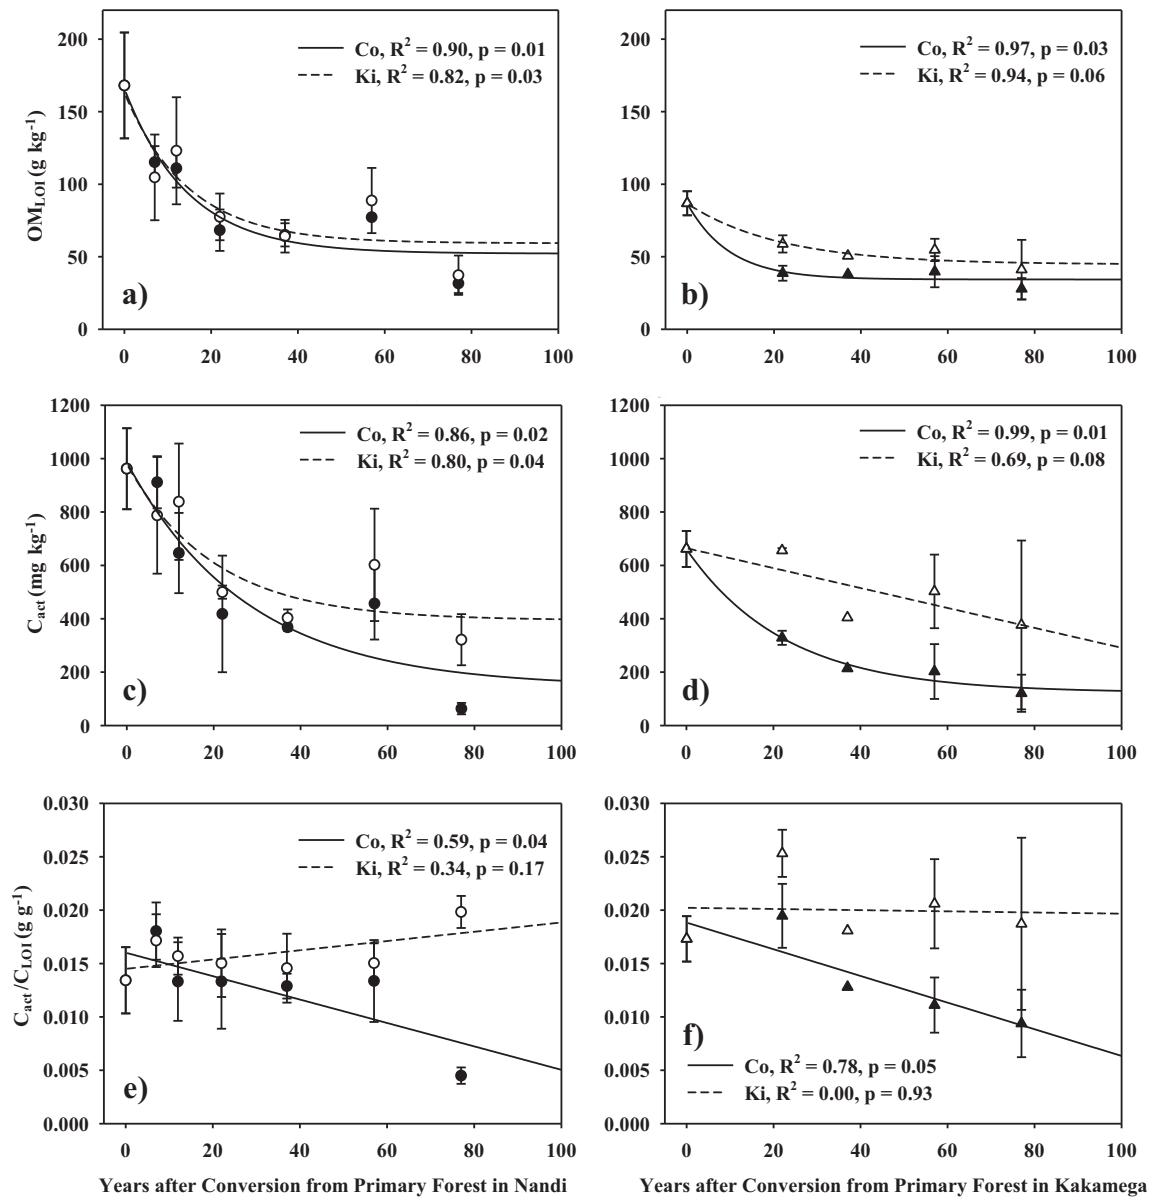 Co, R² = 0.90, p = 0.01
Ki, R² = 0.82, p = 0.03
OM_LOI (g kg⁻¹)
200
150
100
50
0
a)
0 20 40 60 80 100
Co, R² = 0.97, p = 0.03
Ki, R² = 0.94, p = 0.06
200
150
100
50
0
b)
0 20 40 60 80 100
Co, R² = 0.86, p = 0.02
Ki, R² = 0.80, p = 0.04
C_act (mg kg⁻¹)
1200
1000
800
600
400
200
0
c)
0 20 40 60 80 100
Co, R² = 0.99, p = 0.01
Ki, R² = 0.69, p = 0.08
1200
1000
800
600
400
200
0
d)
0 20 40 60 80 100
Co, R² = 0.59, p = 0.04
Ki, R² = 0.34, p = 0.17
C_act/C_LOI (g g⁻¹)
0.030
0.025
0.020
0.015
0.010
0.005
0.000
e)
0 20 40 60 80 100
Years after Conversion from Primary Forest in Nandi
0.030
0.025
0.020
0.015
0.010
0.005
0.000
f)
Co, R² = 0.78, p = 0.05
Ki, R² = 0.00, p = 0.93
0 20 40 60 80 100
Years after Conversion from Primary Forest in Kakamega